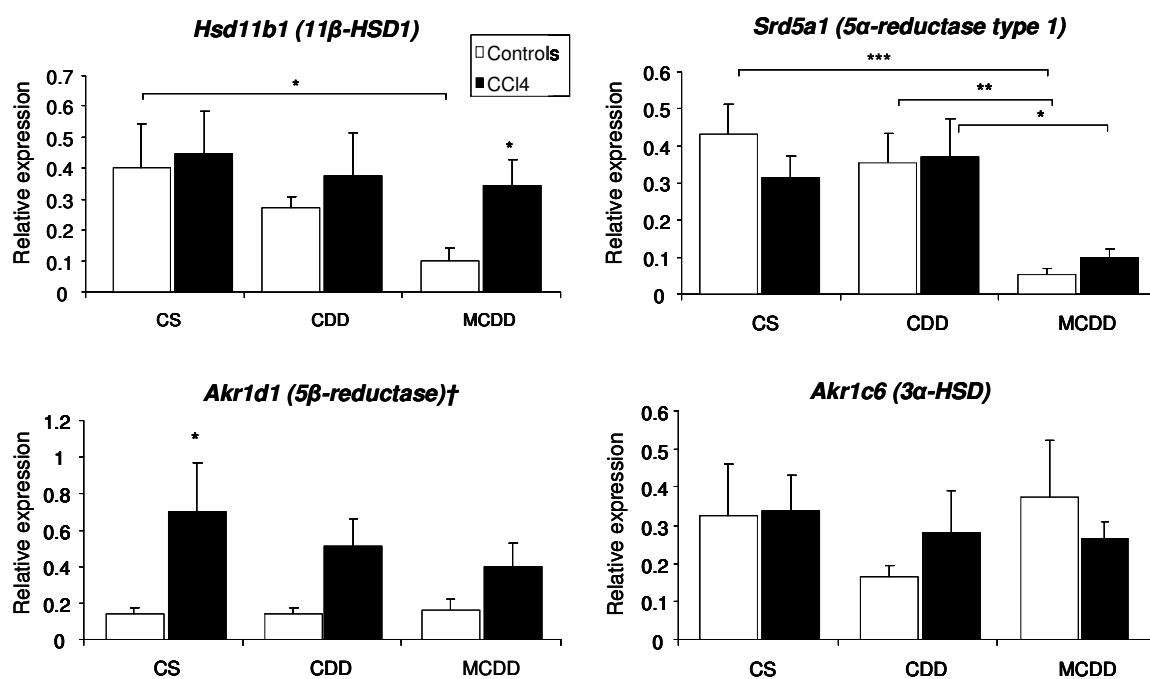 Hsd11b1 (11β-HSD1)
Controls
CCl4
Relative expression
0.7
0.6
0.5
0.4
0.3
0.2
0.1
0
*
*
CS CDD MCDD
Srd5a1 (5α-reductase type 1)
Relative expression
0.6
0.5
0.4
0.3
0.2
0.1
0
***
**
*
CS CDD MCDD
Akr1d1 (5β-reductase)†
Relative expression
1.2
1
0.8
0.6
0.4
0.2
0
*
CS CDD MCDD
Akr1c6 (3α-HSD)
Relative expression
0.6
0.5
0.4
0.3
0.2
0.1
0
CS CDD MCDD